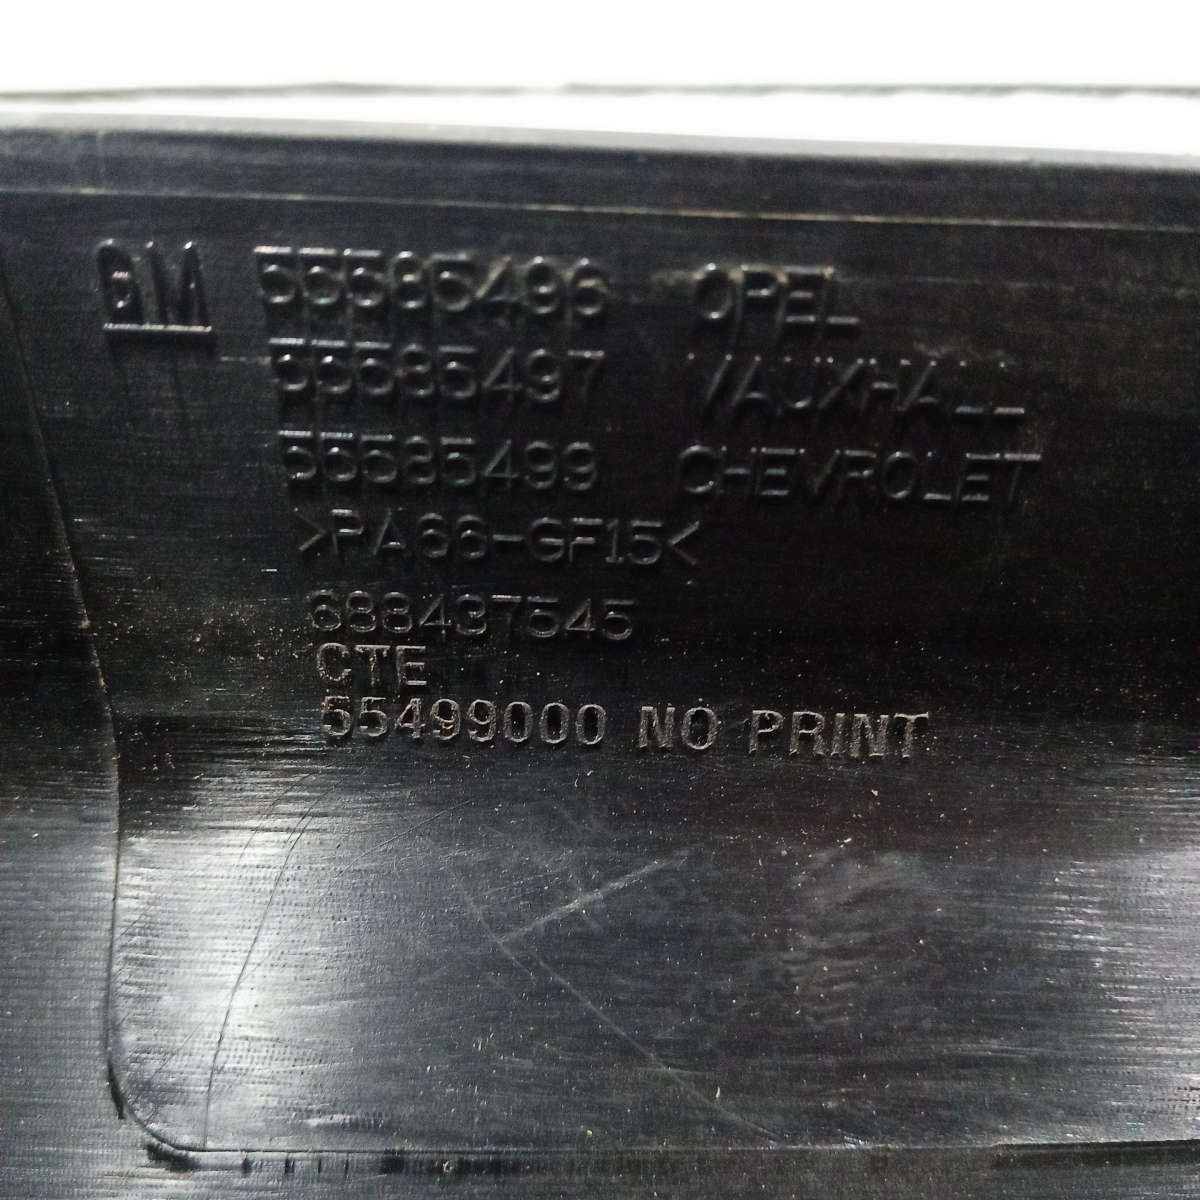 GM 55585496 OPEL
55585497 VAUXHALL
55585499 CHEVROLET
>PA66-GF15<
688437545
CTE
55499000 NO PRINT